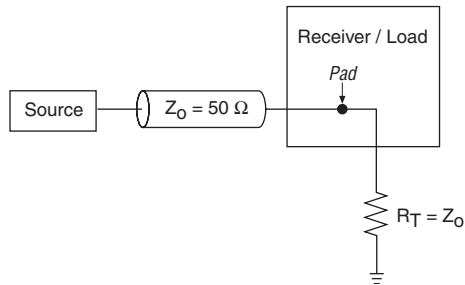 Receiver / Load
Pad
Source
Zo = 50 Ω
RT = Zo